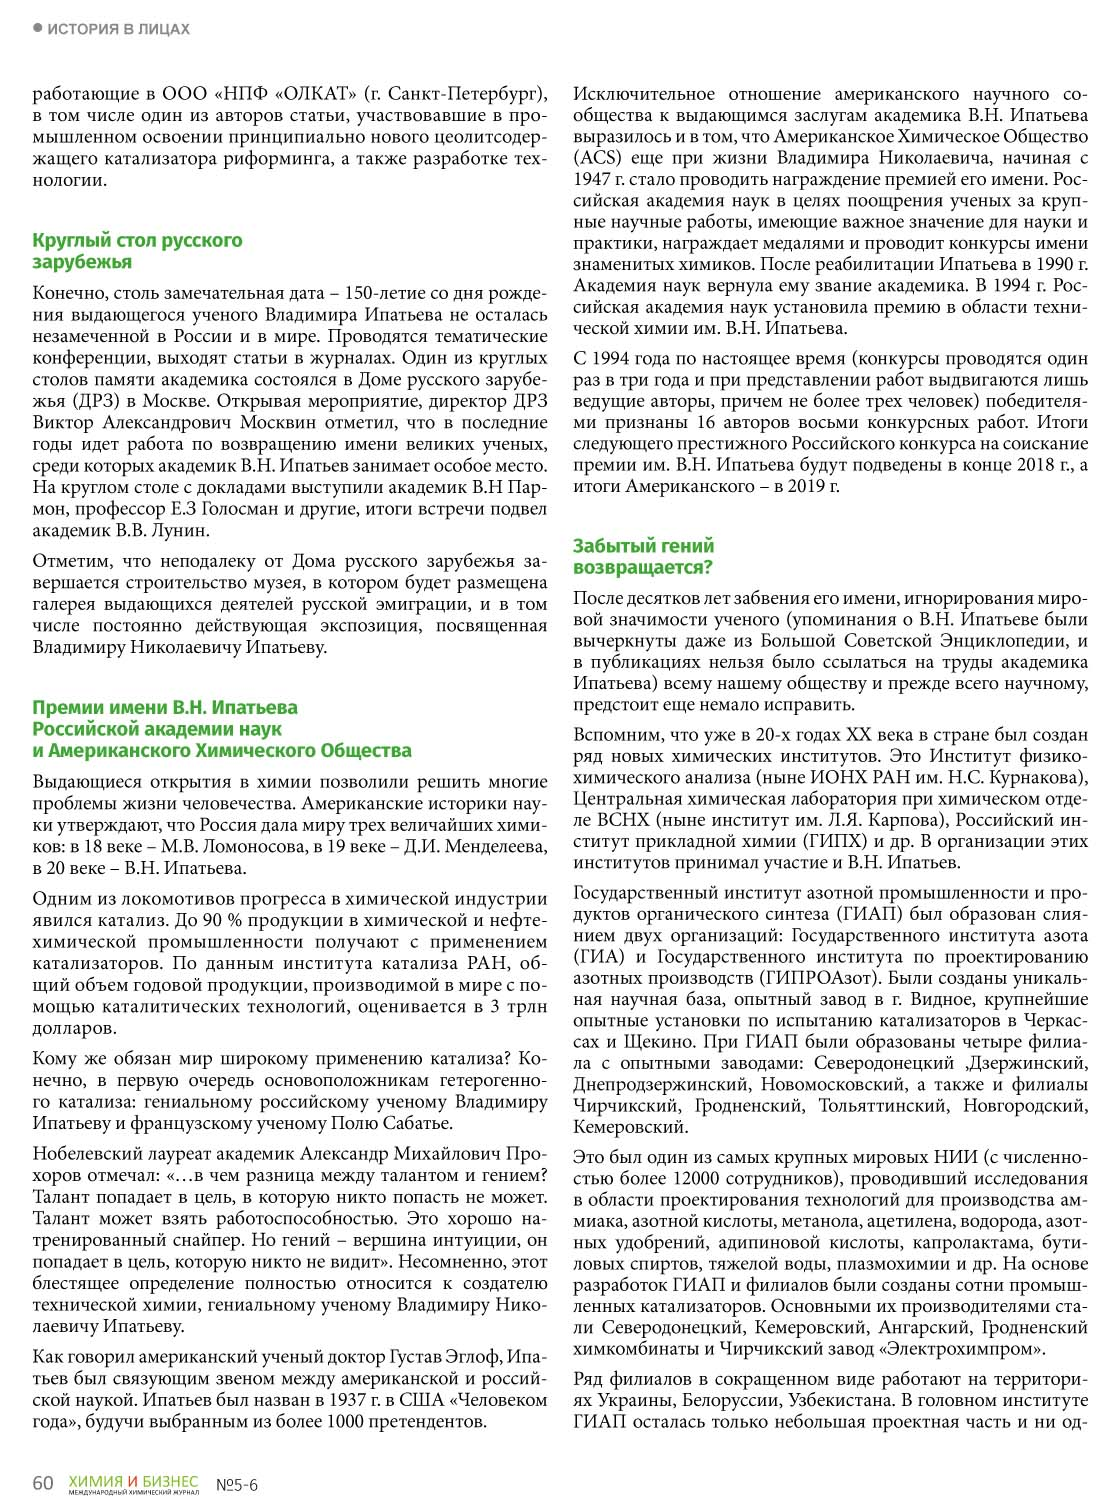 ИСТОРИЯ В ЛИЦАХ
работающие в ООО «НПФ «ОЛКАТ» (г. Санкт-Петербург),
в том числе один из авторов статьи, участвовавшие в про-
мышленном освоении принципиально нового цеолитсодер-
жащего катализатора риформинга, а также разработке тех-
нологии.
Круглый стол русского
зарубежья
Конечно, столь замечательная дата – 150-летие со дня рожде-
ния выдающегося ученого Владимира Ипатьева не осталась
незамеченной в России и в мире. Проводятся тематические
конференции, выходят статьи в журналах. Один из круглых
столов памяти академика состоялся в Доме русского зарубе-
жья (ДРЗ) в Москве. Открывая мероприятие, директор ДРЗ
Виктор Александрович Москвин отметил, что в последние
годы идет работа по возвращению имени великих ученых,
среди которых академик В.Н. Ипатьев занимает особое место.
На круглом столе с докладами выступили академик В.Н Пар-
мон, профессор Е.З Голосман и другие, итоги встречи подвел
академик В.В. Лунин.
Отметим, что неподалеку от Дома русского зарубежья за-
вершается строительство музея, в котором будет размещена
галерея выдающихся деятелей русской эмиграции, и в том
числе постоянно действующая экспозиция, посвященная
Владимиру Николаевичу Ипатьеву.
Премии имени В.Н. Ипатьева
Российской академии наук
и Американского Химического Общества
Выдающиеся открытия в химии позволили решить многие
проблемы жизни человечества. Американские историки нау-
ки утверждают, что Россия дала миру трех величайших хими-
ков: в 18 веке – М.В. Ломоносова, в 19 веке – Д.И. Менделеева,
в 20 веке – В.Н. Ипатьева.
Одним из локомотивов прогресса в химической индустрии
явился катализ. До 90 % продукции в химической и нефте-
химической промышленности получают с применением
катализаторов. По данным института катализа РАН, об-
щий объем годовой продукции, производимой в мире с по-
мощью каталитических технологий, оценивается в 3 трлн
долларов.
Кому же обязан мир широкому применению катализа? Ко-
нечно, в первую очередь основоположникам гетерогенно-
го катализа: гениальному российскому ученому Владимиру
Ипатьеву и французскому ученому Полю Сабатье.
Нобелевский лауреат академик Александр Михайлович Про-
хоров отмечал: «…в чем разница между талантом и гением?
Талант попадает в цель, в которую никто попасть не может.
Талант может взять работоспособностью. Это хорошо на-
тренированный снайпер. Но гений – вершина интуиции, он
попадает в цель, которую никто не видит». Несомненно, этот
блестящее определение полностью относится к создателю
технической химии, гениальному ученому Владимиру Нико-
лаевичу Ипатьеву.
Как говорил американский ученый доктор Густав Эглоф, Ипа-
тьев был связующим звеном между американской и россий-
ской наукой. Ипатьев был назван в 1937 г. в США «Человеком
года», будучи выбранным из более 1000 претендентов.
Исключительное отношение американского научного со-
общества к выдающимся заслугам академика В.Н. Ипатьева
выразилось и в том, что Американское Химическое Общество
(ACS) еще при жизни Владимира Николаевича, начиная с
1947 г. стало проводить награждение премией его имени. Рос-
сийская академия наук в целях поощрения ученых за круп-
ные научные работы, имеющие важное значение для науки и
практики, награждает медалями и проводит конкурсы имени
знаменитых химиков. После реабилитации Ипатьева в 1990 г.
Академия наук вернула ему звание академика. В 1994 г. Рос-
сийская академия наук установила премию в области техни-
ческой химии им. В.Н. Ипатьева.
С 1994 года по настоящее время (конкурсы проводятся один
раз в три года и при представлении работ выдвигаются лишь
ведущие авторы, причем не более трех человек) победителя-
ми признаны 16 авторов восьми конкурсных работ. Итоги
следующего престижного Российского конкурса на соискание
премии им. В.Н. Ипатьева будут подведены в конце 2018 г., а
итоги Американского – в 2019 г.
Забытый гений
возвращается?
После десятков лет забвения его имени, игнорирования миро-
вой значимости ученого (упоминания о В.Н. Ипатьеве были
вычеркнуты даже из Большой Советской Энциклопедии, и
в публикациях нельзя было ссылаться на труды академика
Ипатьева) всему нашему обществу и прежде всего научному,
предстоит еще немало исправить.
Вспомним, что уже в 20-х годах XX века в стране был создан
ряд новых химических институтов. Это Институт физико-
химического анализа (ныне ИОНХ РАН им. Н.С. Курнакова),
Центральная химическая лаборатория при химическом отде-
ле ВСНХ (ныне институт им. Л.Я. Карпова), Российский ин-
ститут прикладной химии (ГИПХ) и др. В организации этих
институтов принимал участие и В.Н. Ипатьев.
Государственный институт азотной промышленности и про-
дуктов органического синтеза (ГИАП) был образован слия-
нием двух организаций: Государственного института азота
(ГИА) и Государственного института по проектированию
азотных производств (ГИПРОАзот). Были созданы уникаль-
ная научная база, опытный завод в г. Видное, крупнейшие
опытные установки по испытанию катализаторов в Черкас-
сах и Щекино. При ГИАП были образованы четыре филиа-
ла с опытными заводами: Северодонецкий ,Дзержинский,
Днепродзержинский, Новомосковский, а также и филиалы
Чирчикский, Гродненский, Тольяттинский, Новгородский,
Кемеровский.
Это был один из самых крупных мировых НИИ (с численно-
стью более 12000 сотрудников), проводивший исследования
в области проектирования технологий для производства ам-
миака, азотной кислоты, метанола, ацетилена, водорода, азот-
ных удобрений, адипиновой кислоты, капролактама, бути-
ловых спиртов, тяжелой воды, плазмохимии и др. На основе
разработок ГИАП и филиалов были созданы сотни промыш-
ленных катализаторов. Основными их производителями ста-
ли Северодонецкий, Кемеровский, Ангарский, Гродненский
химкомбинаты и Чирчикский завод «Электрохимпром».
Ряд филиалов в сокращенном виде работают на территори-
ях Украины, Белоруссии, Узбекистана. В головном институте
ГИАП осталась только небольшая проектная часть и ни од-
60 ХИМИЯ И БИЗНЕС №5-6
МЕЖДУНАРОДНЫЙ ХИМИЧЕСКИЙ ЖУРНАЛ